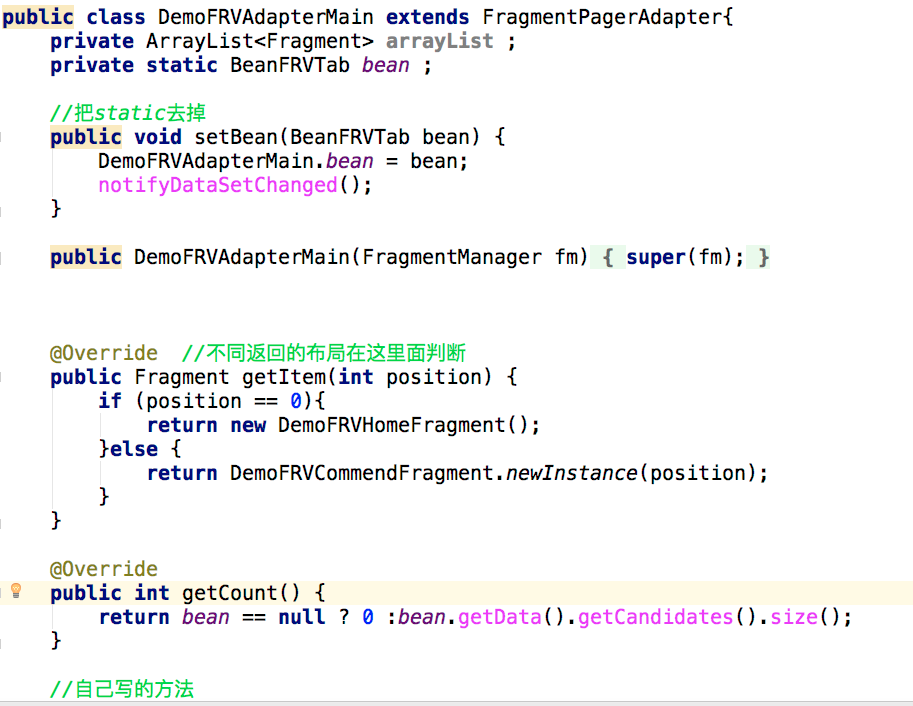 public class DemoFRVAdapterMain extends FragmentPagerAdapter{
    private ArrayList<Fragment> arrayList ;
    private static BeanFRVTab bean ;
    //把static去掉
    public void setBean(BeanFRVTab bean) {
        DemoFRVAdapterMain.bean = bean;
        notifyDataSetChanged();
    }
    public DemoFRVAdapterMain(FragmentManager fm) { super(fm); }
    @Override  //不同返回的布局在这里面判断
    public Fragment getItem(int position) {
        if (position == 0){
            return new DemoFRVHomeFragment();
        }else {
            return DemoFRVCommendFragment.newInstance(position);
        }
    }
    @Override
    public int getCount() {
        return bean == null ? 0 :bean.getData().getCandidates().size();
    }
    //自己写的方法